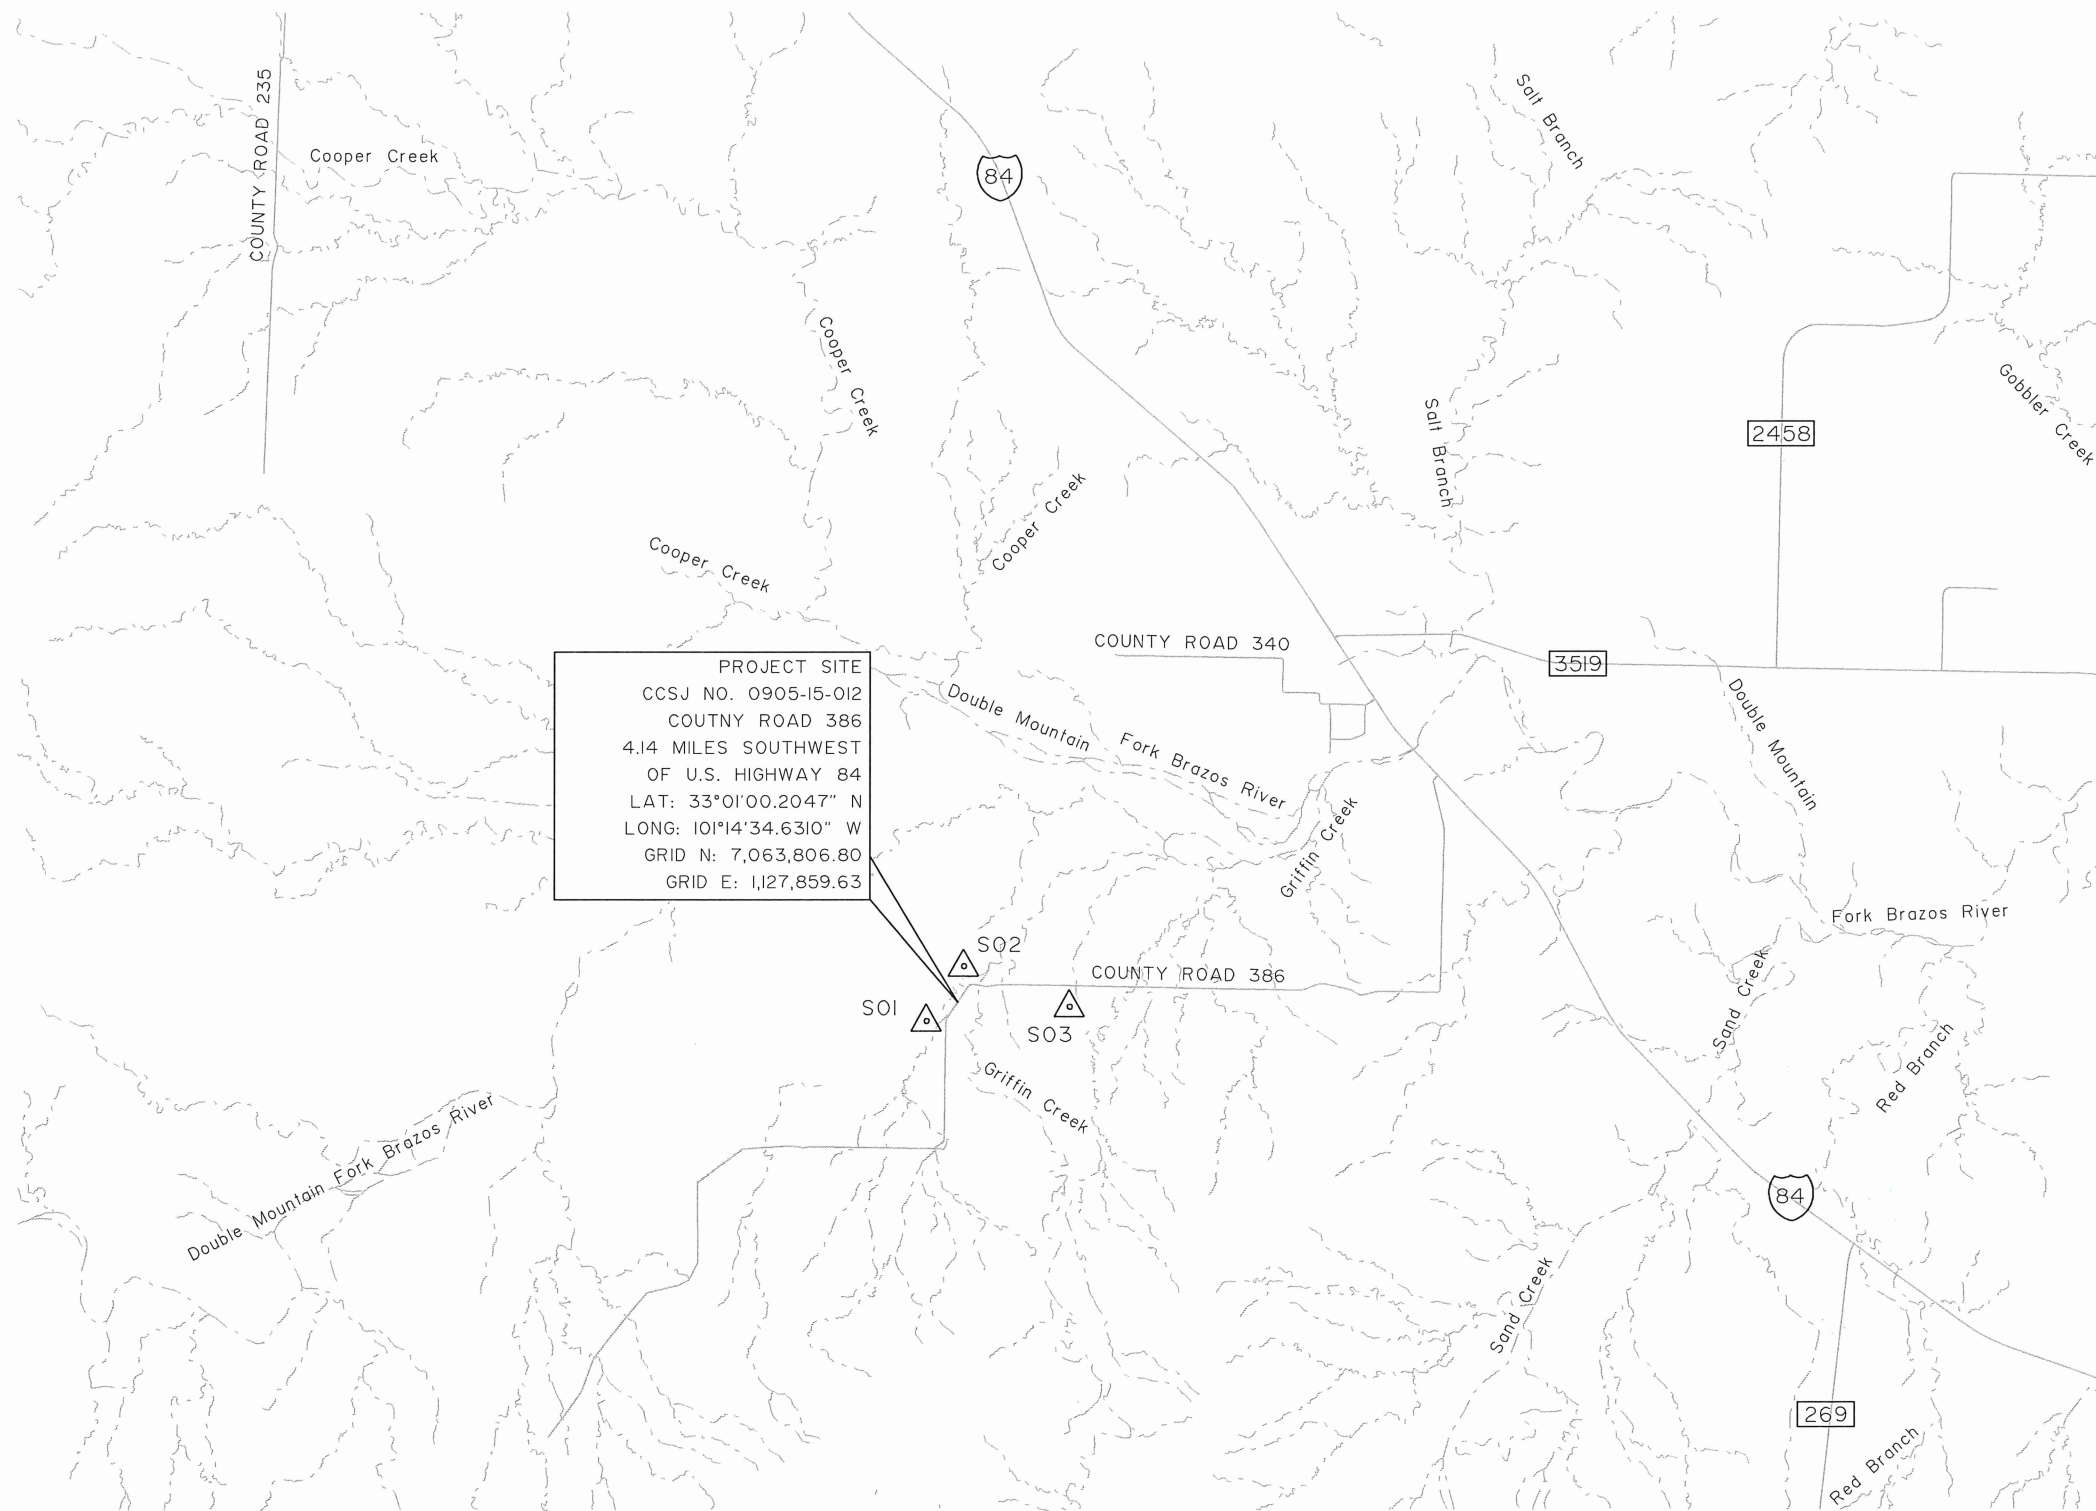 COUNTY ROAD 235
Cooper Creek
84
Salt Branch
Cooper Creek
2458
Gobbler Creek
Salt Branch
Cooper Creek
Cooper Creek
COUNTY ROAD 340
3519
PROJECT SITE
CCSJ NO. 0905-15-012
COUTNY ROAD 386
4.14 MILES SOUTHWEST
OF U.S. HIGHWAY 84
LAT: 33°01'00.2047" N
LONG: 101°14'34.6310" W
GRID N: 7,063,806.80
GRID E: 1,127,859.63
Double Mountain Fork Brazos River
Double Mountain
Griffin Creek
Fork Brazos River
S02
COUNTY ROAD 386
S01
S03
Sand Creek
Red Branch
Griffin Creek
Double Mountain Fork Brazos River
84
Sand Creek
269
Red Branch